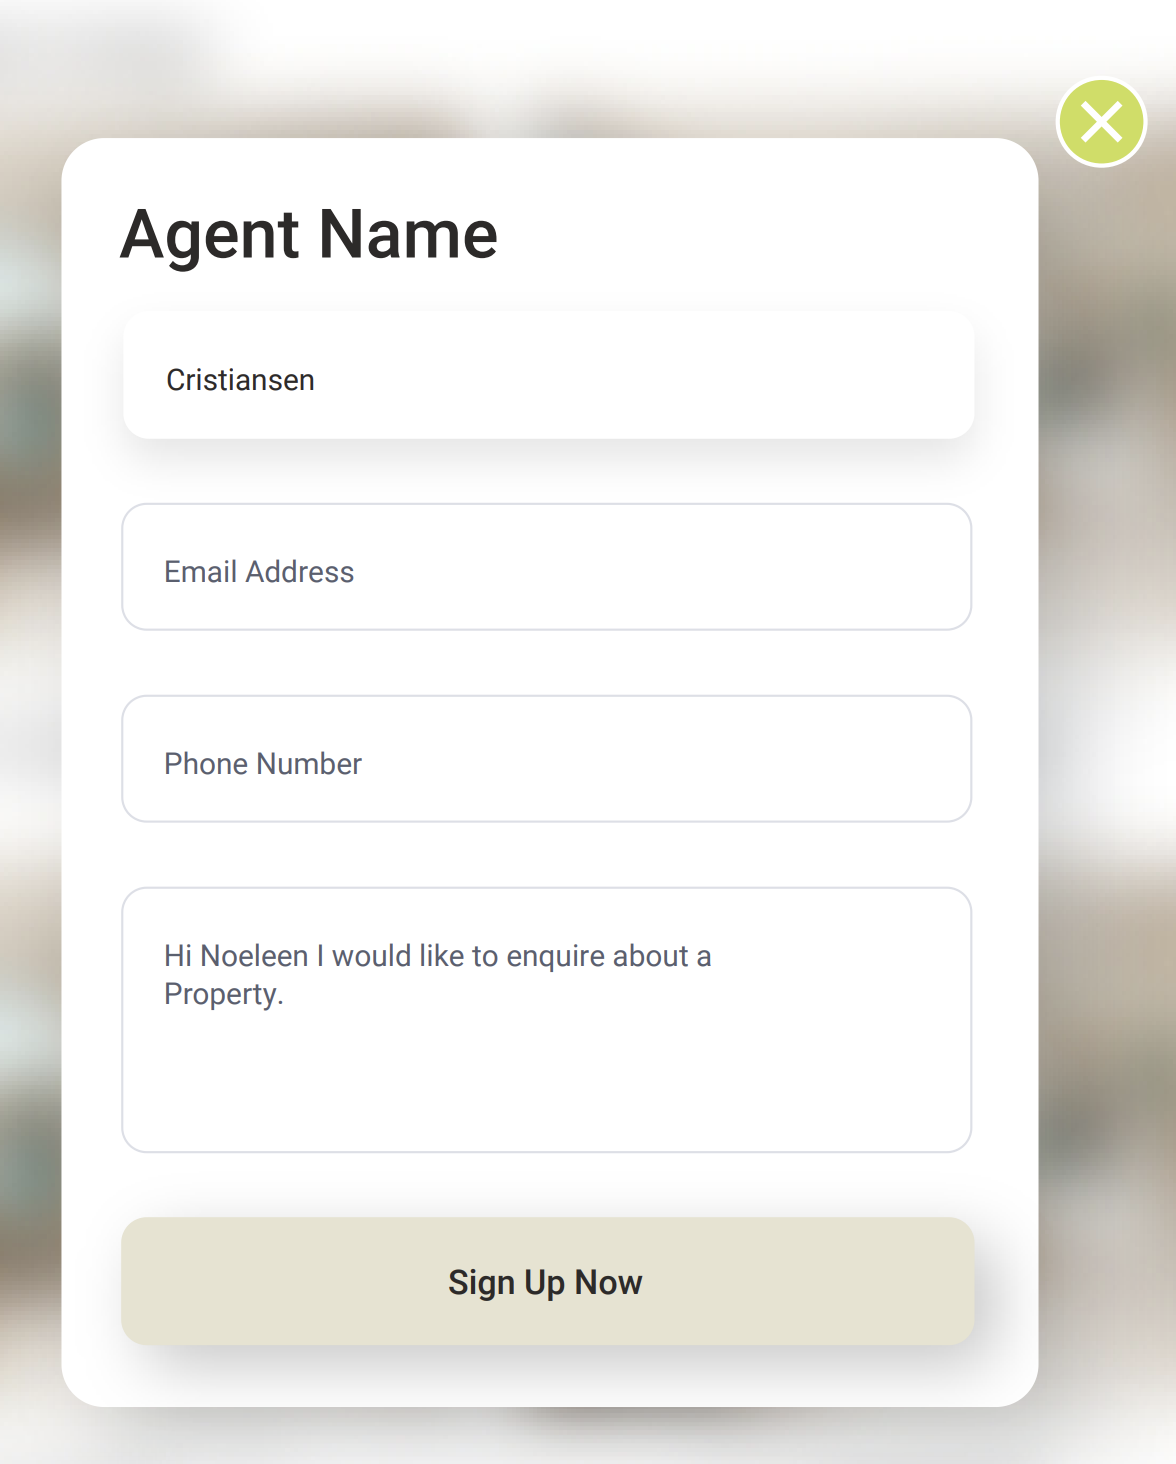 Agent Name
Cristiansen
Email Address
Phone Number
Hi Noeleen I would like to enquire about a
Property.
Sign Up Now